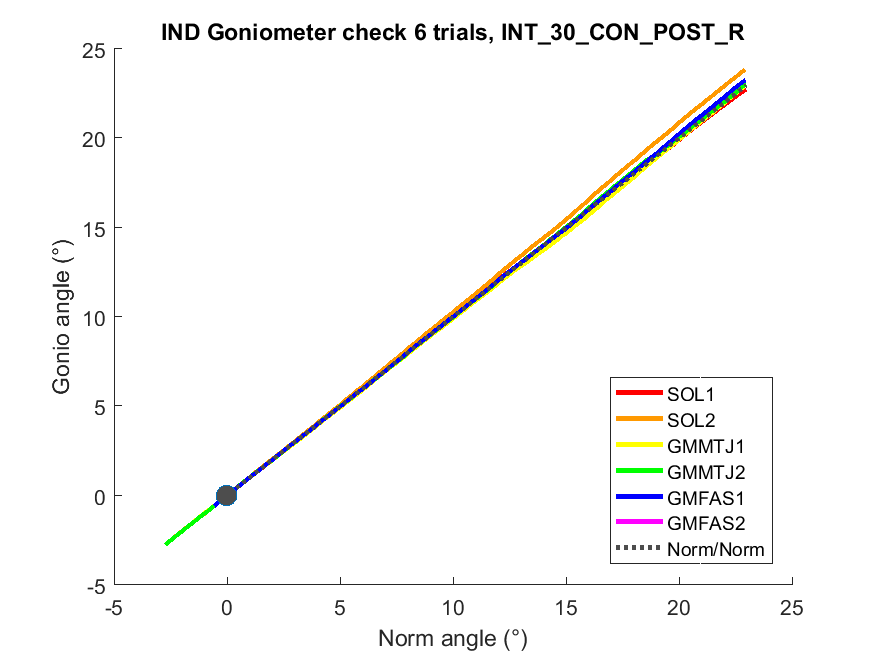 IND Goniometer check 6 trials, INT_30_CON_POST_R
25
20
15
10
5
0
-5
Gonio angle (°)
SOL1
SOL2
GMMTJ1
GMMTJ2
GMFAS1
GMFAS2
Norm/Norm
-5 0 5 10 15 20 25
Norm angle (°)